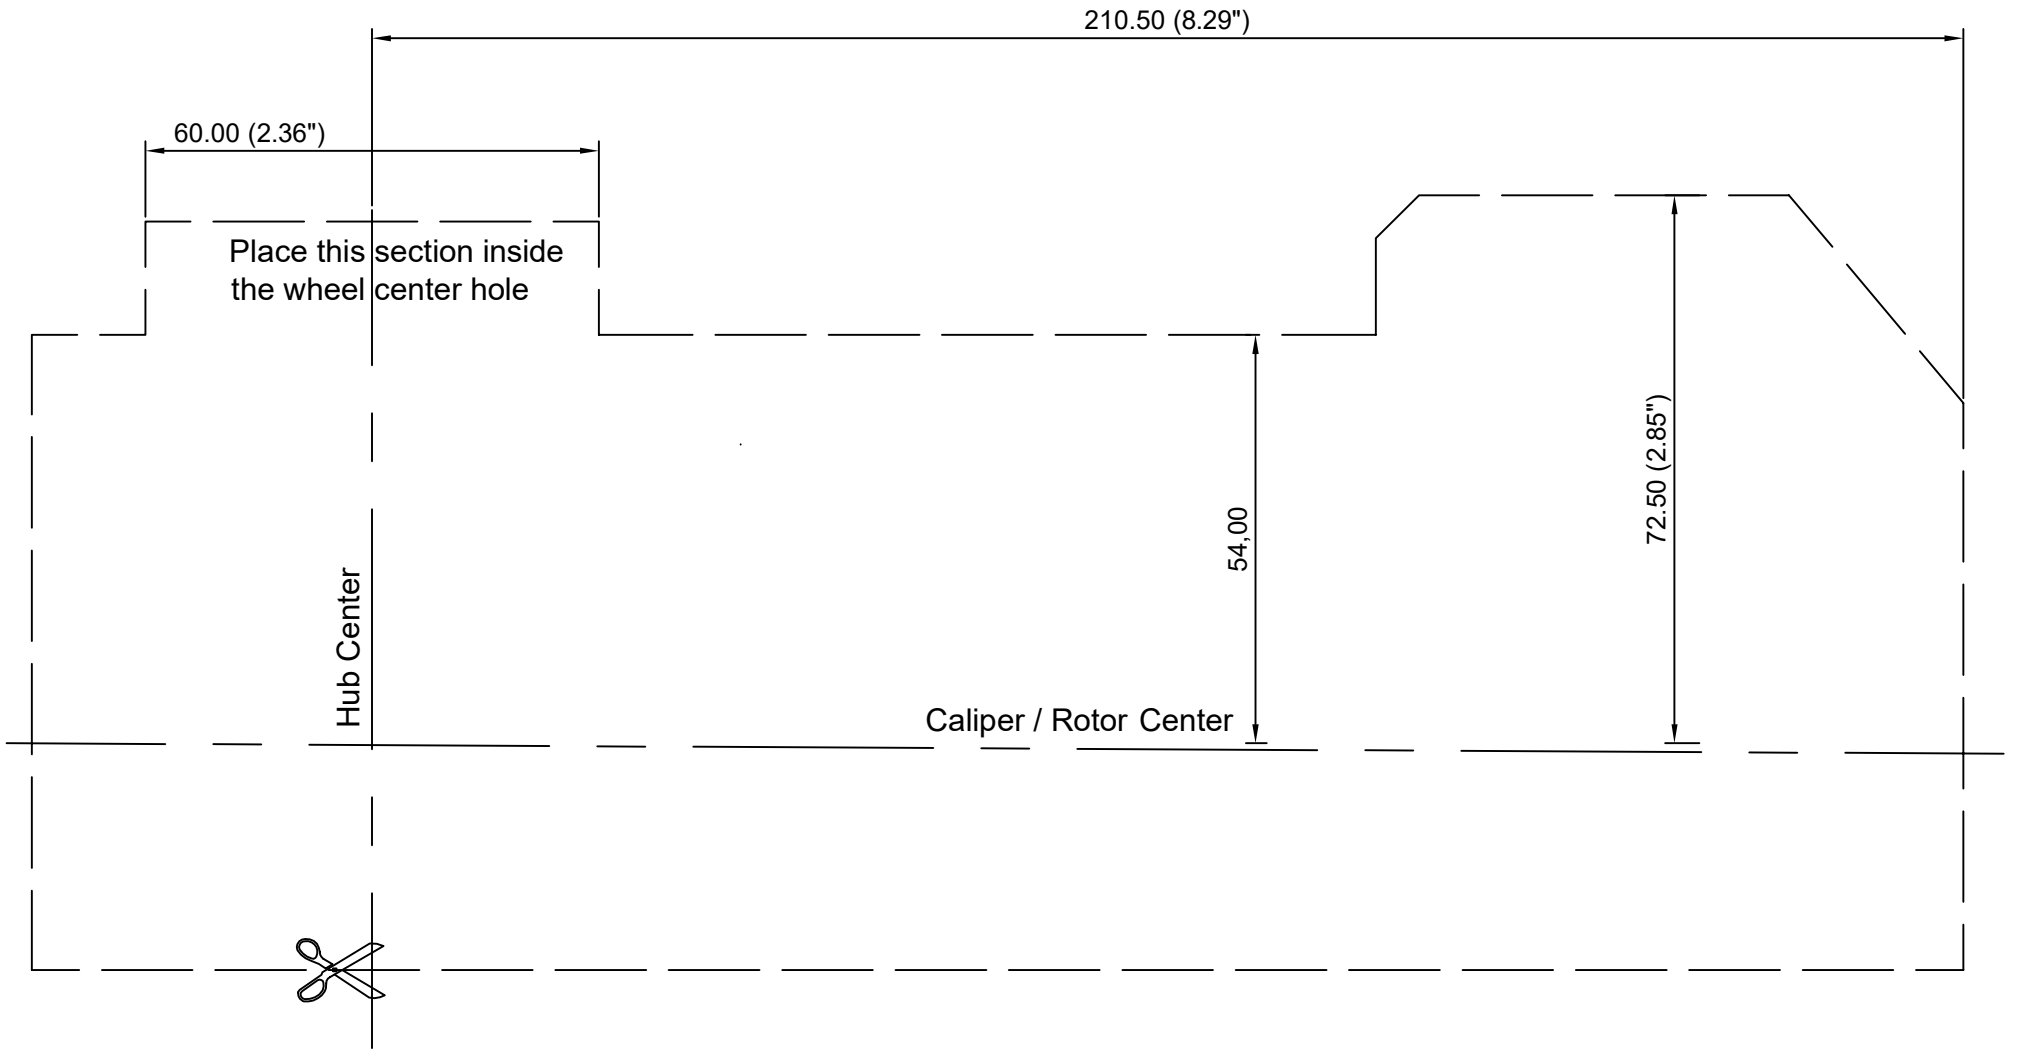 210.50 (8.29")
60.00 (2.36")
Place this section inside
the wheel center hole
72.50 (2.85")
54,00
Hub Center
Caliper / Rotor Center